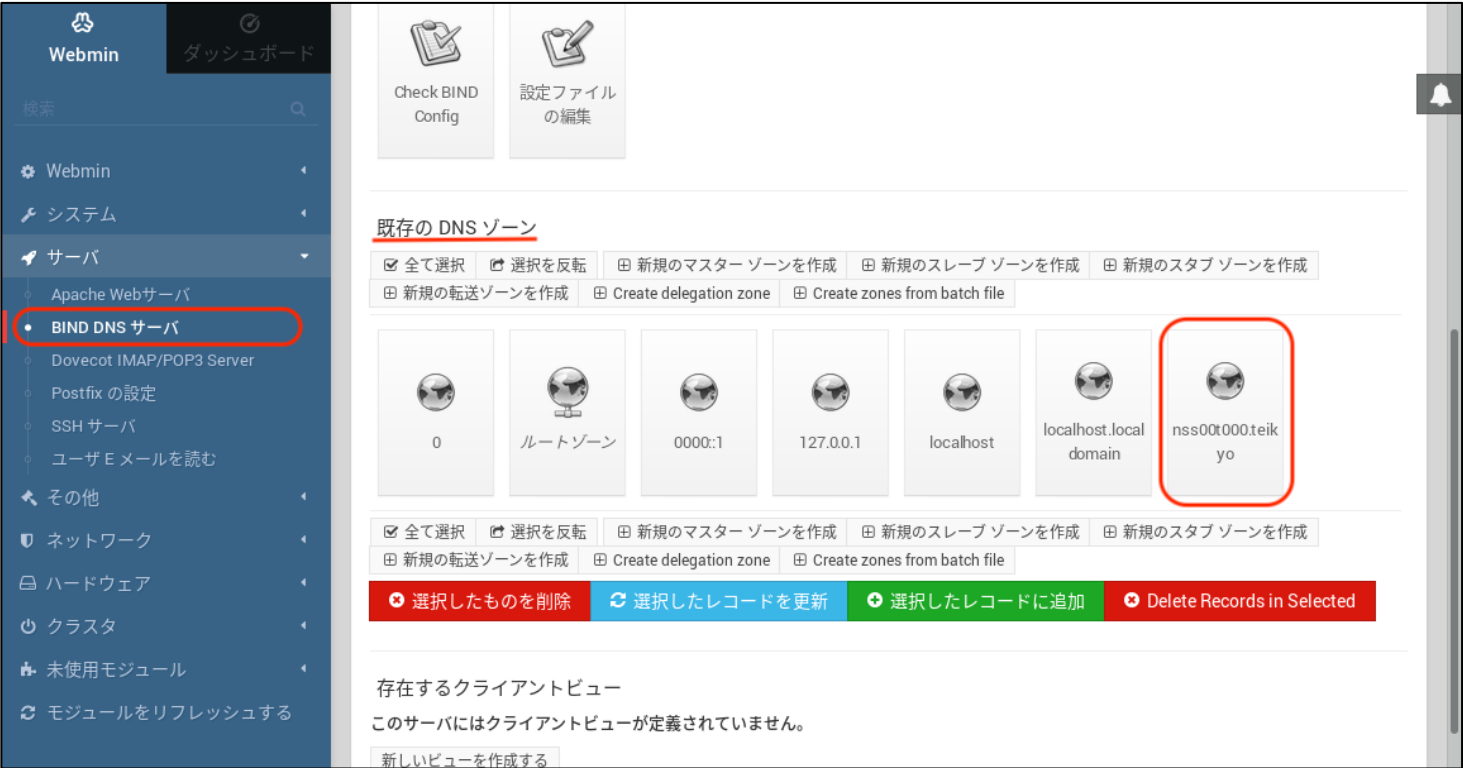 Webmin
ダッシュボード
検索
Webmin
システム
サーバ
Apache Webサーバ
BIND DNS サーバ
Dovecot IMAP/POP3 Server
Postfix の設定
SSH サーバ
ユーザ E メールを読む
その他
ネットワーク
ハードウェア
クラスタ
未使用モジュール
モジュールをリフレッシュする
Check BIND
Config
設定ファイル
の編集
既存の DNS ゾーン
全て選択 選択を反転 新規のマスター ゾーンを作成 新規のスレーブ ゾーンを作成 新規のスタブ ゾーンを作成
新規の転送ゾーンを作成 Create delegation zone Create zones from batch file
0
ルートゾーン
0000::1
127.0.0.1
localhost
localhost.local
domain
nss00t000.teik
yo
全て選択 選択を反転 新規のマスター ゾーンを作成 新規のスレーブ ゾーンを作成 新規のスタブ ゾーンを作成
新規の転送ゾーンを作成 Create delegation zone Create zones from batch file
選択したものを削除 選択したレコードを更新 選択したレコードに追加 Delete Records in Selected
存在するクライアントビュー
このサーバにはクライアントビューが定義されていません。
新しいビューを作成する